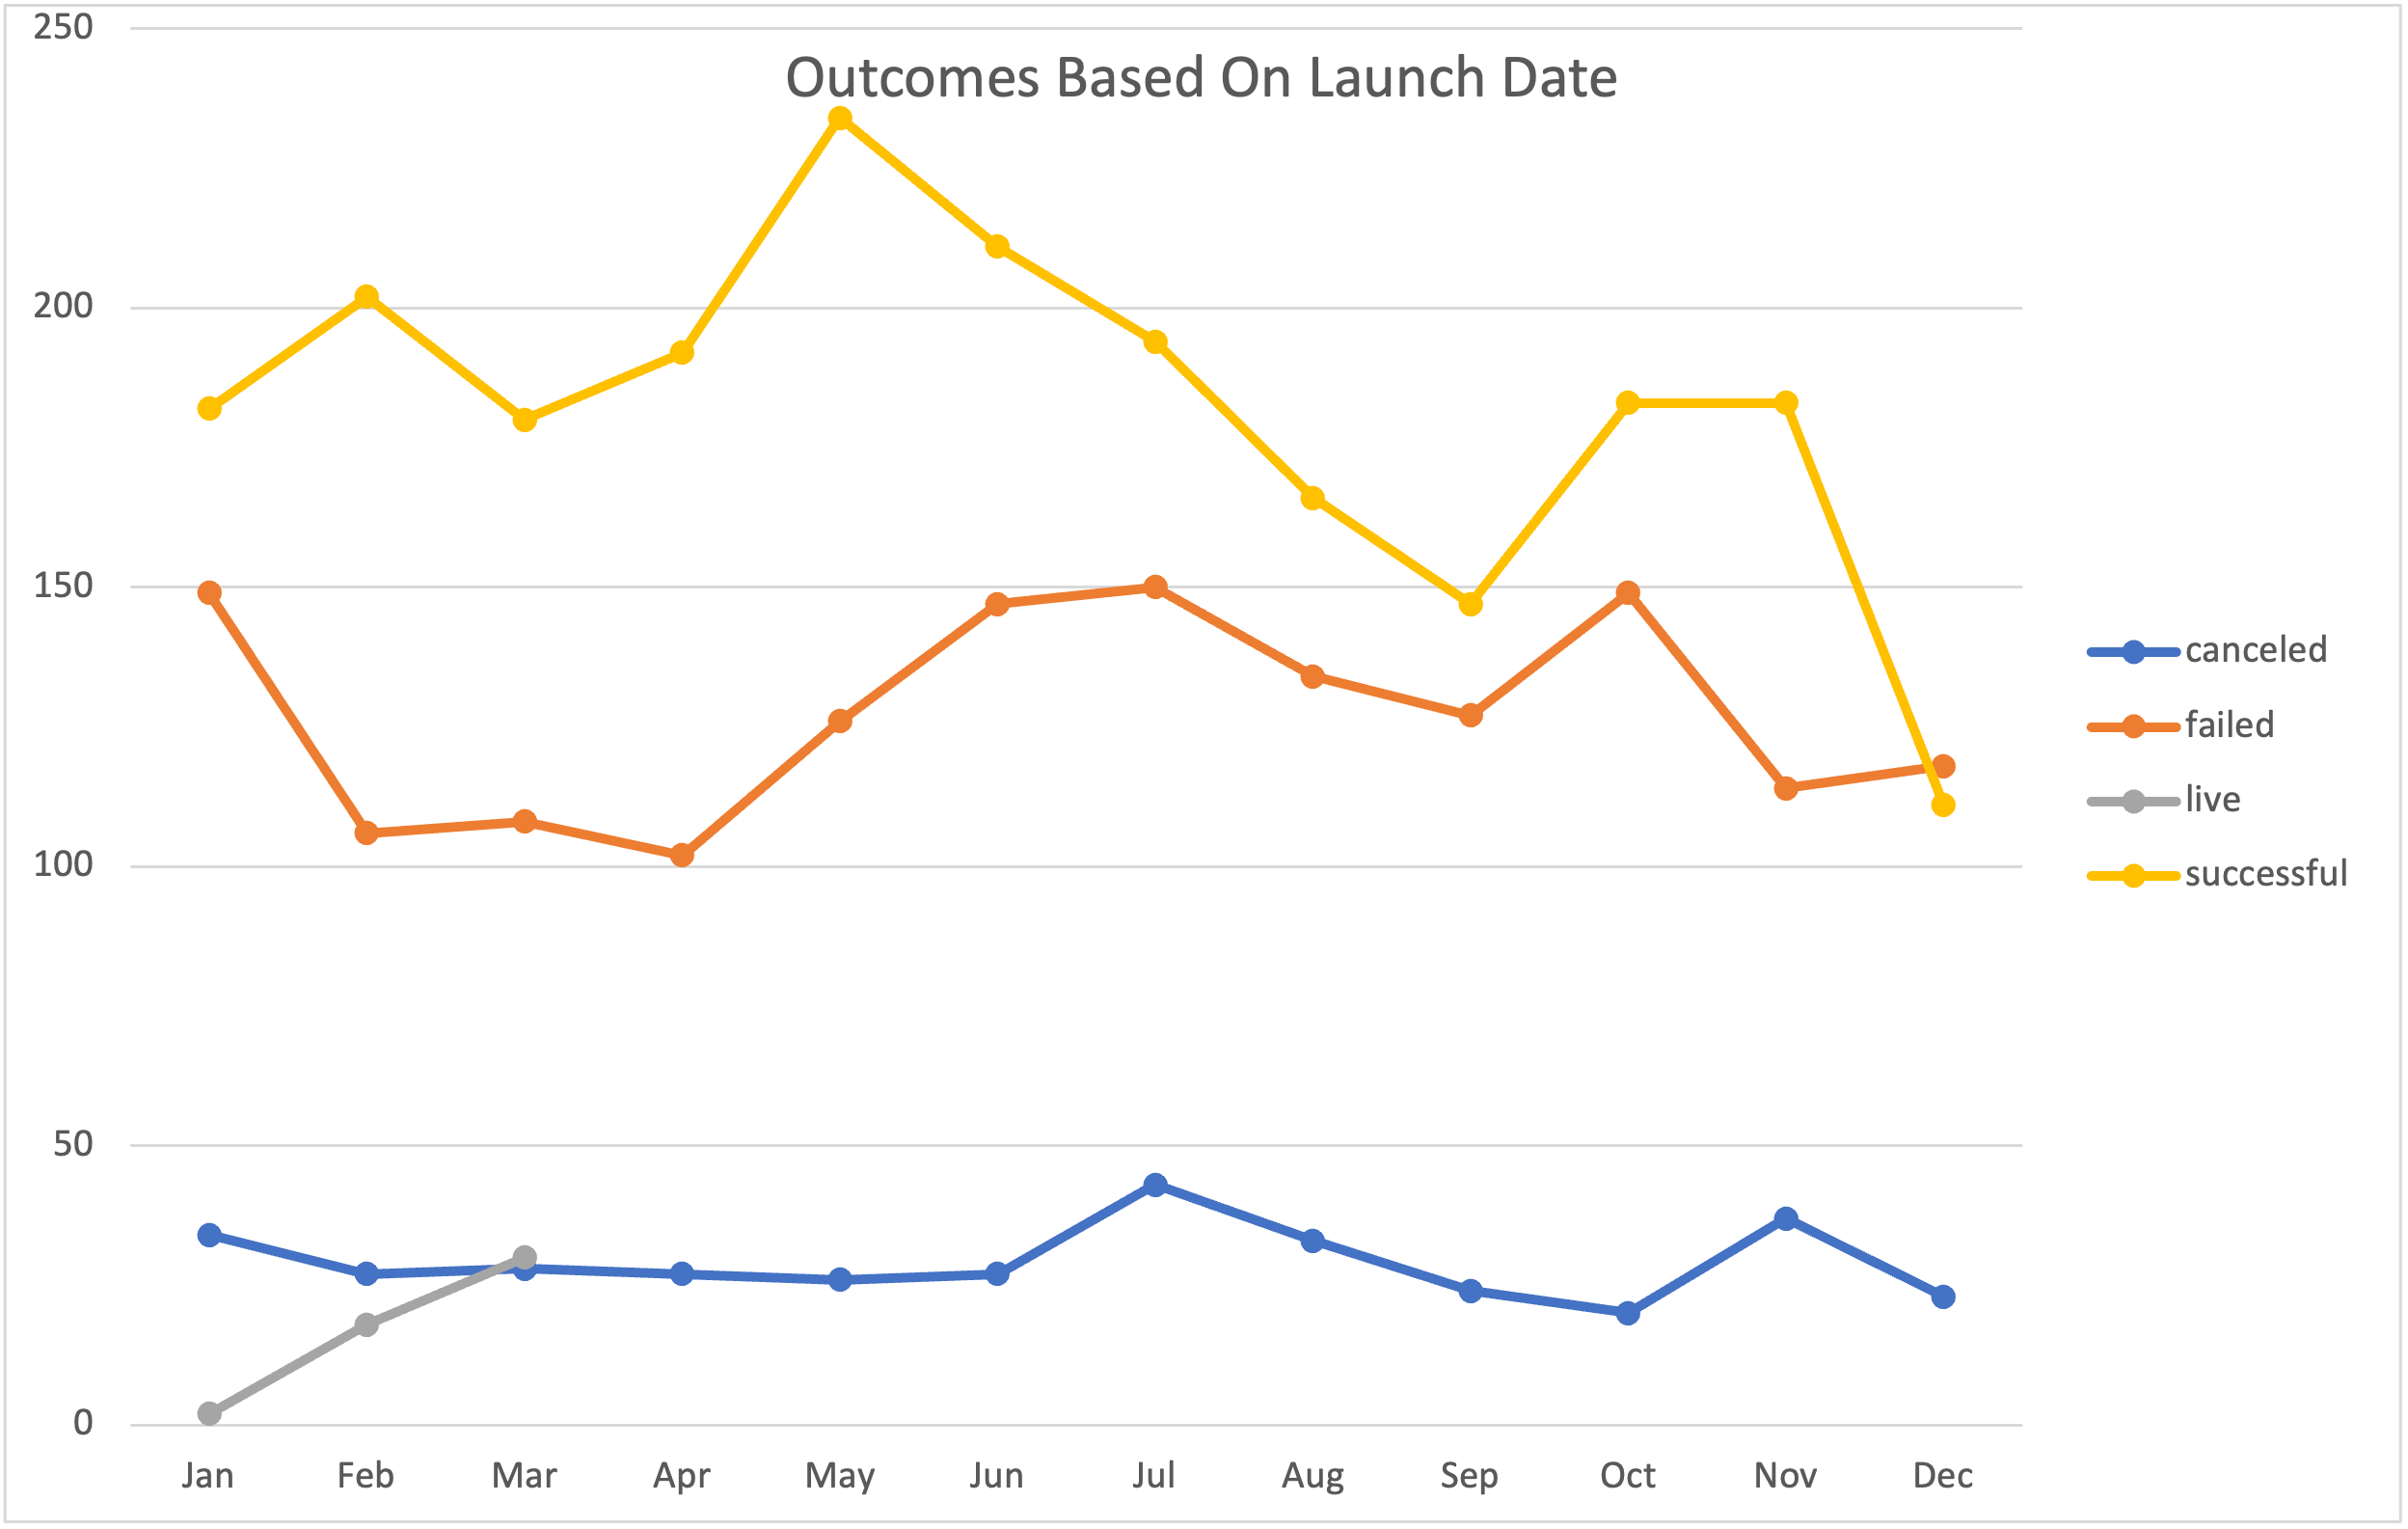 Outcomes Based On Launch Date
250
200
150
100
50
0
Jan Feb Mar Apr May Jun Jul Aug Sep Oct Nov Dec
canceled
failed
live
successful